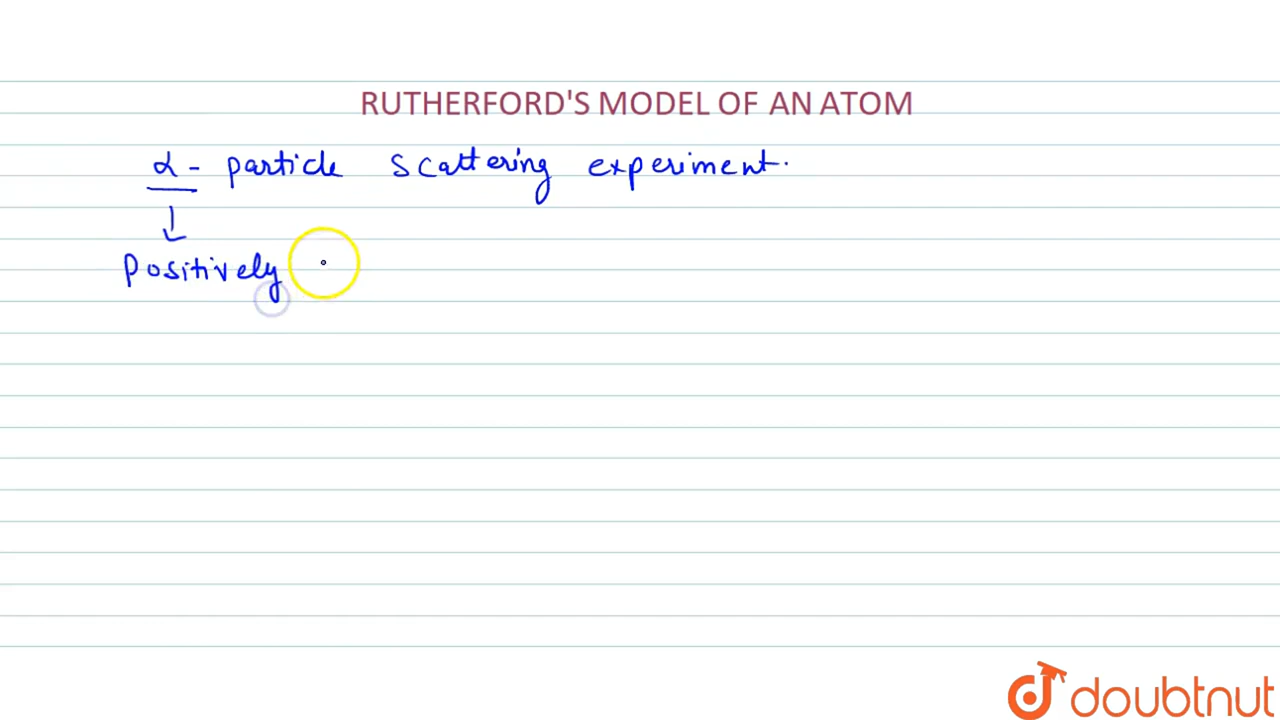 RUTHERFORD'S MODEL OF AN ATOM
α - particle scattering experiment.
Positively
doubtnut